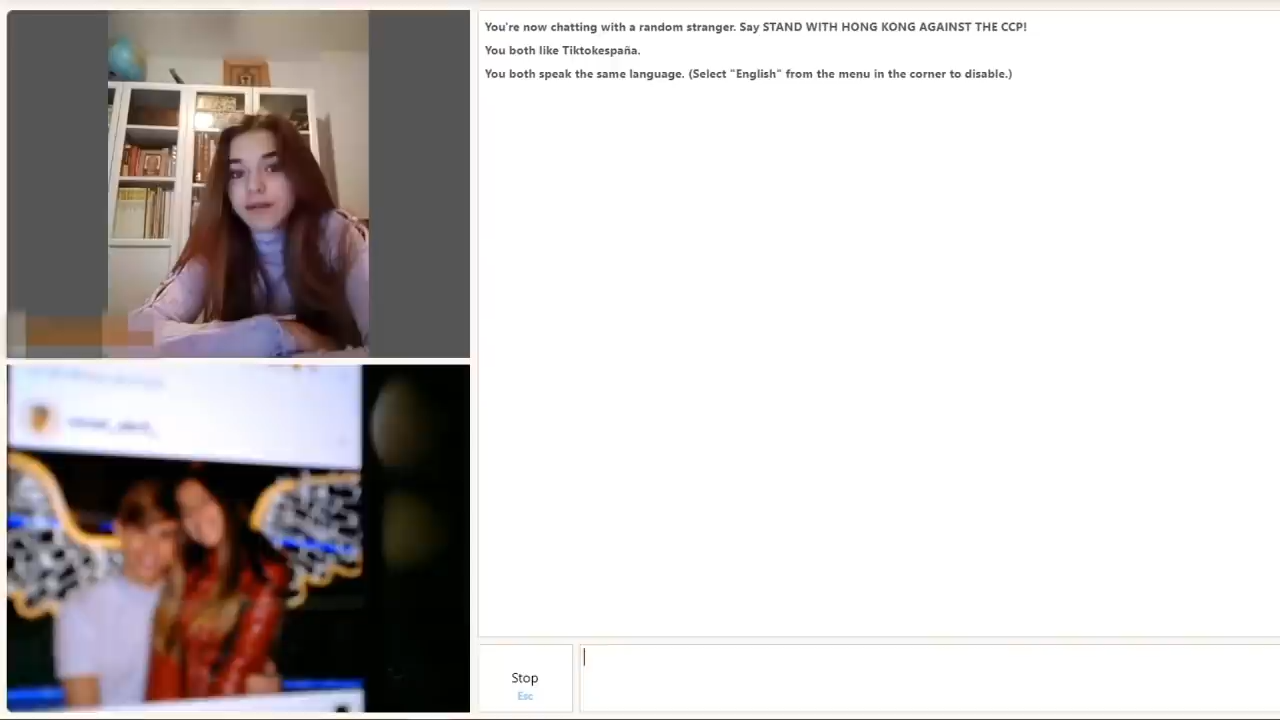 You're now chatting with a random stranger. Say STAND WITH HONG KONG AGAINST THE CCP!
You both like Tiktokespaña.
You both speak the same language. (Select "English" from the menu in the corner to disable.)
Stop
Esc